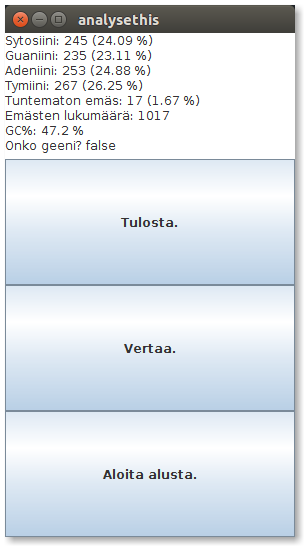 analysethis
Sytosiini: 245 (24.09 %)
Guaniini: 235 (23.11 %)
Adeniini: 253 (24.88 %)
Tymiini: 267 (26.25 %)
Tuntematon emäs: 17 (1.67 %)
Emästen lukumäärä: 1017
GC%: 47.2 %
Onko geeni? false
Tulosta.
Vertaa.
Aloita alusta.